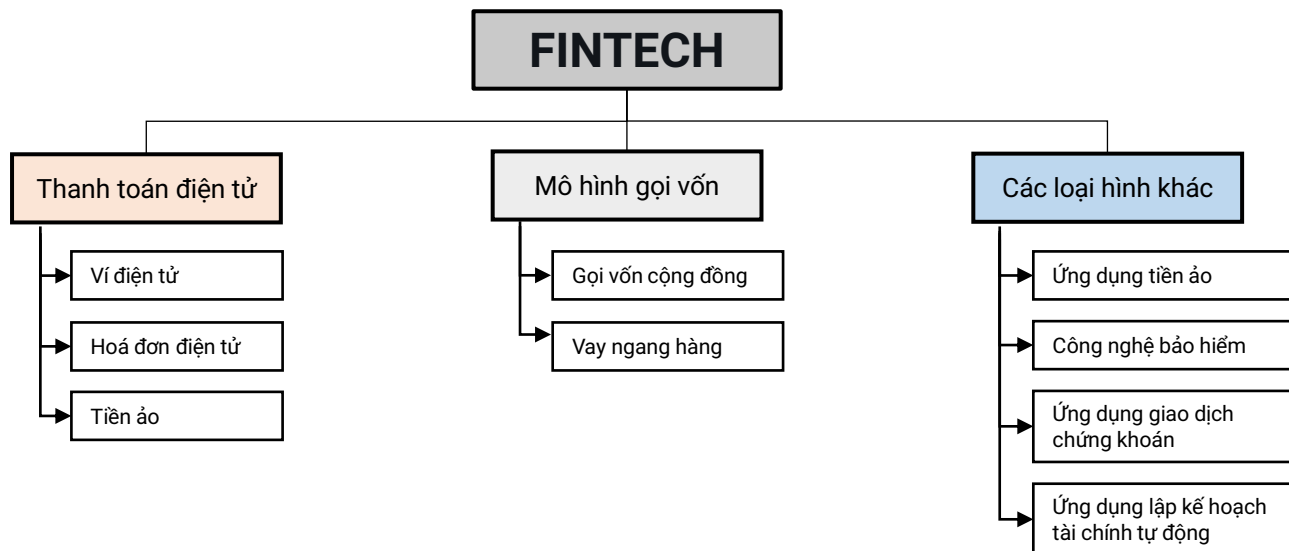 FINTECH
Thanh toán điện tử
Ví điện tử
Hoá đơn điện tử
Tiền ảo
Mô hình gọi vốn
Gọi vốn cộng đồng
Vay ngang hàng
Các loại hình khác
Ứng dụng tiền ảo
Công nghệ bảo hiểm
Ứng dụng giao dịch
chứng khoán
Ứng dụng lập kế hoạch
tài chính tự động